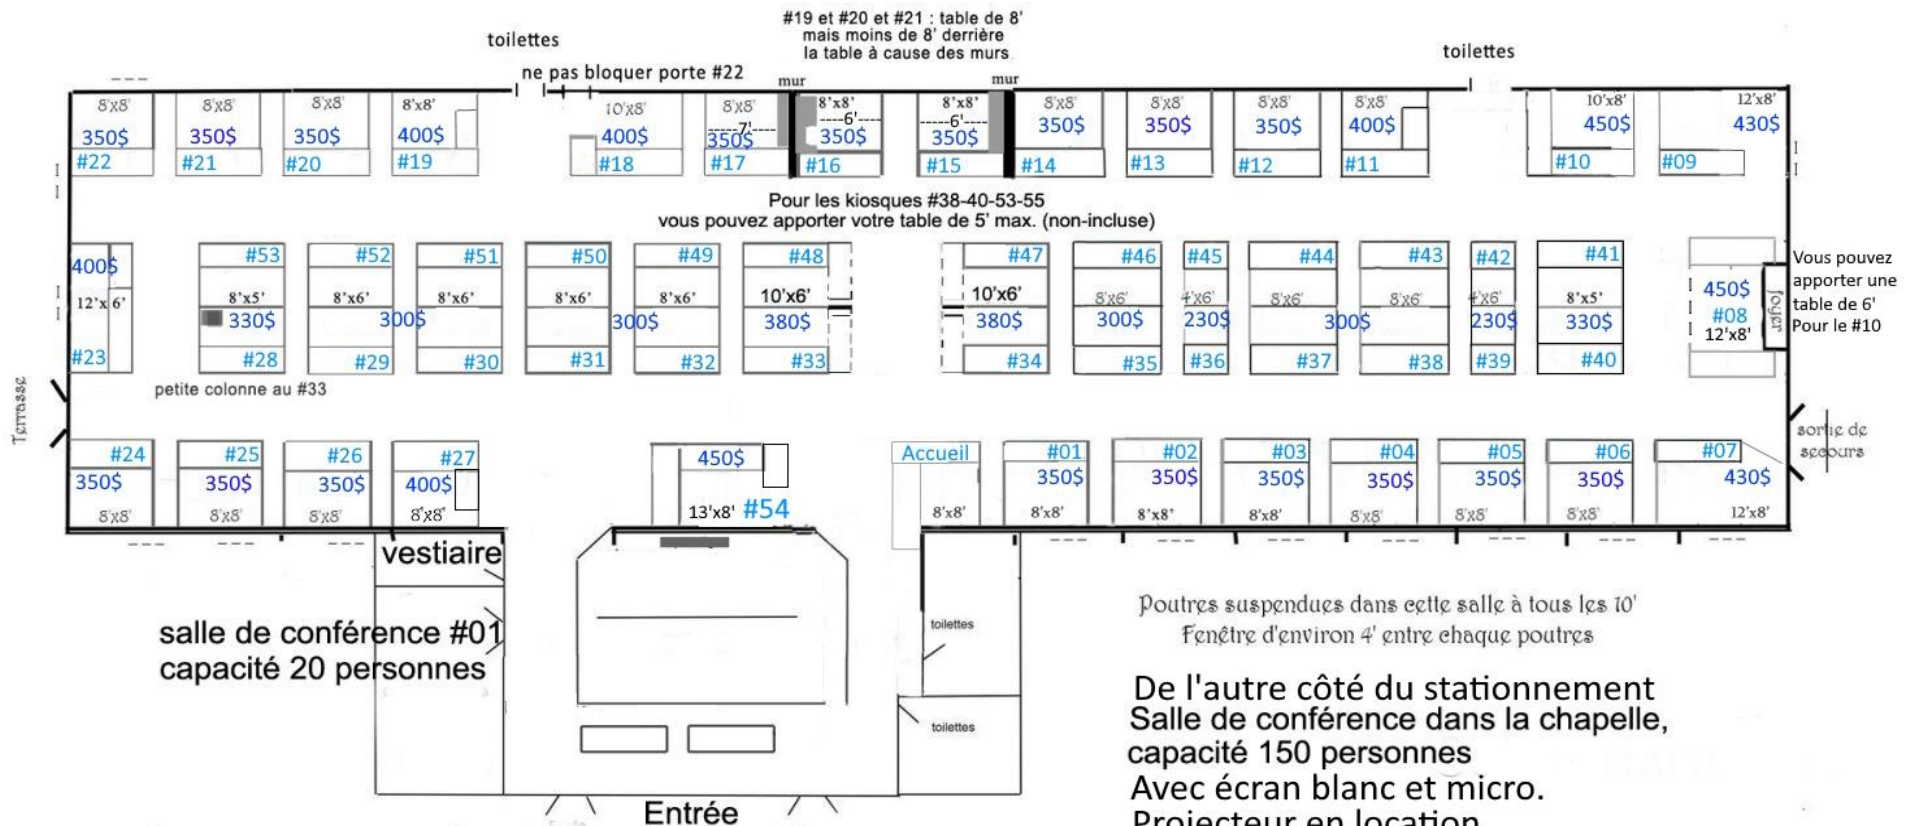 #19 et #20 et #21 : table de 8'
mais moins de 8' derrière
la table à cause des murs
toilettes
toilettes
ne pas bloquer porte #22
mur
mur
8'x8' 8'x8' 8'x8' 8'x8' 10'x8' 8'x8' 8'x8' 8'x8' 8'x8' 8'x8' 8'x8' 8'x8' 10'x8' 12'x8'
-----7'---- ----6'---- -----6'----
350$ 350$ 350$ 400$ 400$ 350$ 350$ 350$ 350$ 350$ 350$ 400$ 450$ 430$
#22 #21 #20 #19 #18 #17 #16 #15 #14 #13 #12 #11 #10 #09
Pour les kiosques #38-40-53-55
vous pouvez apporter votre table de 5' max. (non-incluse)
400$
12'x 6'
#23
#53 #52 #51 #50 #49 #48 #47 #46 #45 #44 #43 #42 #41
8'x5' 8'x6' 8'x6' 8'x6' 8'x6' 10'x6' 10'x6' 8'x6' 4'x6' 8'x6' 8'x6' 4'x6' 8'x5'
330$ 300$ 300$ 380$ 380$ 300$ 230$ 300$ 230$ 330$
#28 #29 #30 #31 #32 #33 #34 #35 #36 #37 #38 #39 #40
450$
#08
12'x8'
foyer
Vous pouvez
apporter une
table de 6'
Pour le #10
petite colonne au #33
Terrasse
sortie de
secours
#24 #25 #26 #27
350$ 350$ 350$ 400$
8'x8' 8'x8' 8'x8' 8'x8'
450$
13'x8' #54
Accueil #01 #02 #03 #04 #05 #06 #07
350$ 350$ 350$ 350$ 350$ 350$ 430$
8'x8' 8'x8' 8'x8' 8'x8' 8'x8' 8'x8' 8'x8' 12'x8'
vestiaire
salle de conférence #01
capacité 20 personnes
toilettes
toilettes
Entrée
Poutres suspendues dans cette salle à tous les 10'
Fenêtre d'environ 4' entre chaque poutres
De l'autre côté du stationnement
Salle de conférence dans la chapelle,
capacité 150 personnes
Avec écran blanc et micro.
Projecteur en location